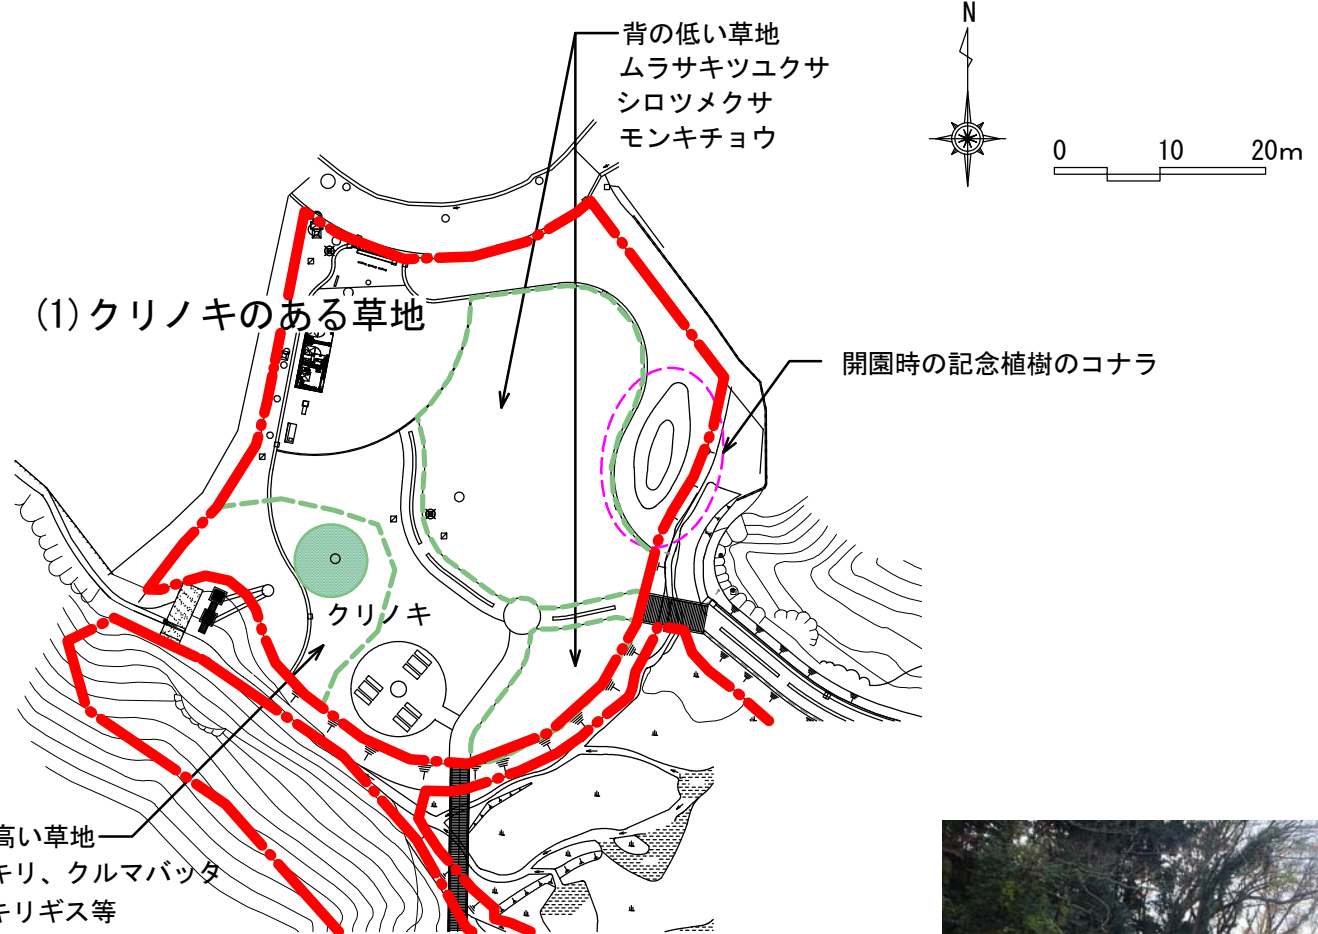 N
背の低い草地
ムラサキツユクサ
シロツメクサ
モンキチョウ
0 10 20m
(1)クリノキのある草地
開園時の記念植樹のコナラ
クリノキ
高い草地
キリ、クルマバッタ
キリギス等